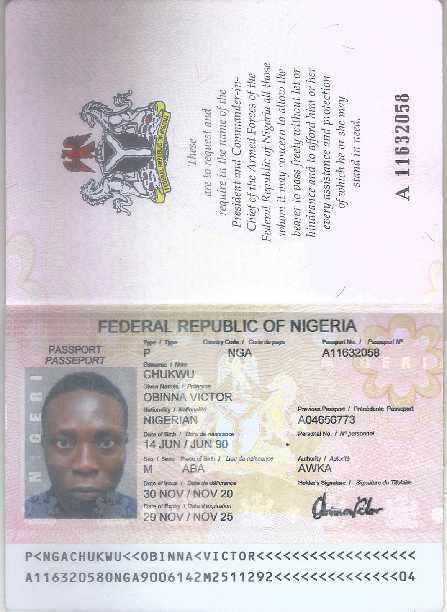 These
are to request and
require in the name of the
President and Commander-in-
Chief of the Armed Forces of the
Federal Republic of Nigeria all those
whom it may concern to allow the
bearer to pass freely without let or
hindrance and to afford him or her
every assistance and protection
of which he or she may
stand in need.
A 11632058
FEDERAL REPUBLIC OF NIGERIA
PASSPORT
PASSEPORT
Type / Type Country Code / Code du pays Passport No. / Passeport N°
P NGA A11632058
Surname / Nom
CHUKWU
Given Names / Prénoms
OBINNA VICTOR
Nationality / Nationalité Previous Passport / Précédente Passeport
NIGERIAN A04656773
Date of Birth / Date de naissance Personal No. / N° personnel
14 JUN / JUN 90
Sex / Sexe Place of Birth / Lieu de naissance Authority / Autorité
M ABA AWKA
Date of Issue / Date de délivrance Holder's Signature / Signature du Titulaire
30 NOV / NOV 20
Date of Expiry / Date d'expiration
29 NOV / NOV 25
P<NGACHUKWU<<OBINNA<VICTOR<<<<<<<<<<<<<<<<<<
A116320580NGA9006142M2511292<<<<<<<<<<<<<<04